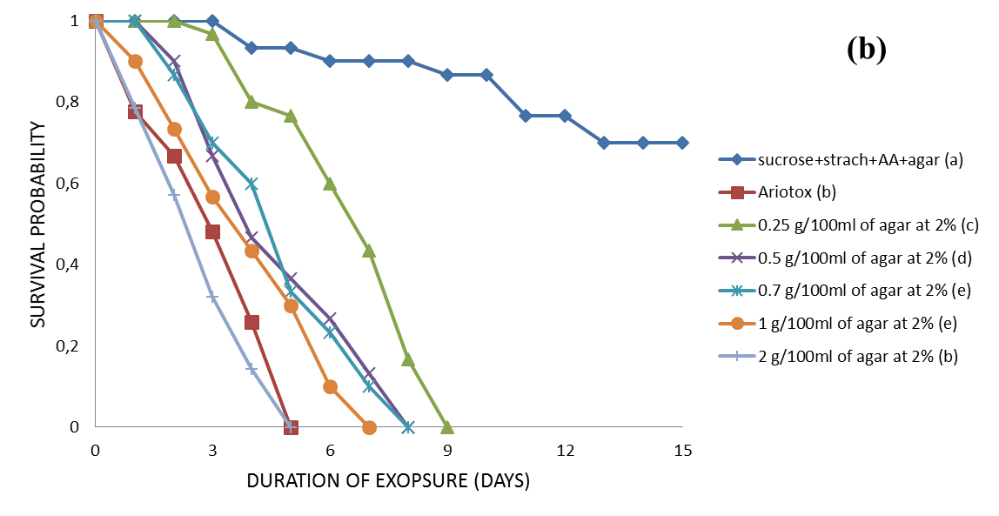 (b)
1
0,8
0,6
0,4
0,2
0
SURVIVAL PROBABILITY
0 3 6 9 12 15
DURATION OF EXOPSURE (DAYS)
sucrose+strach+AA+agar (a)
Ariotox (b)
0.25 g/100ml of agar at 2% (c)
0.5 g/100ml of agar at 2% (d)
0.7 g/100ml of agar at 2% (e)
1 g/100ml of agar at 2% (e)
2 g/100ml of agar at 2% (b)